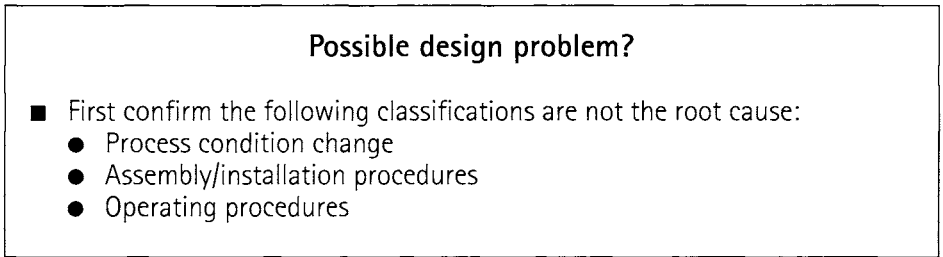 Possible design problem?
■ First confirm the following classifications are not the root cause:
● Process condition change
● Assembly/installation procedures
● Operating procedures